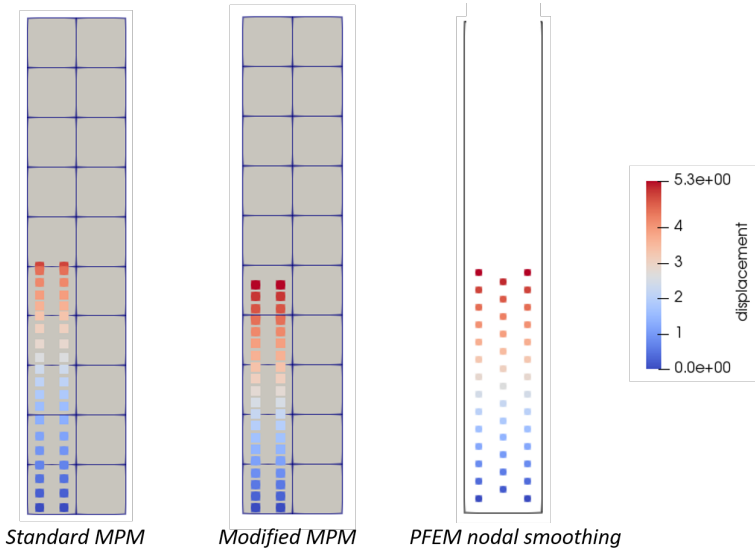 5.3e+00
4
3
2
1
0.0e+00
displacement
Standard MPM
Modified MPM
PFEM nodal smoothing